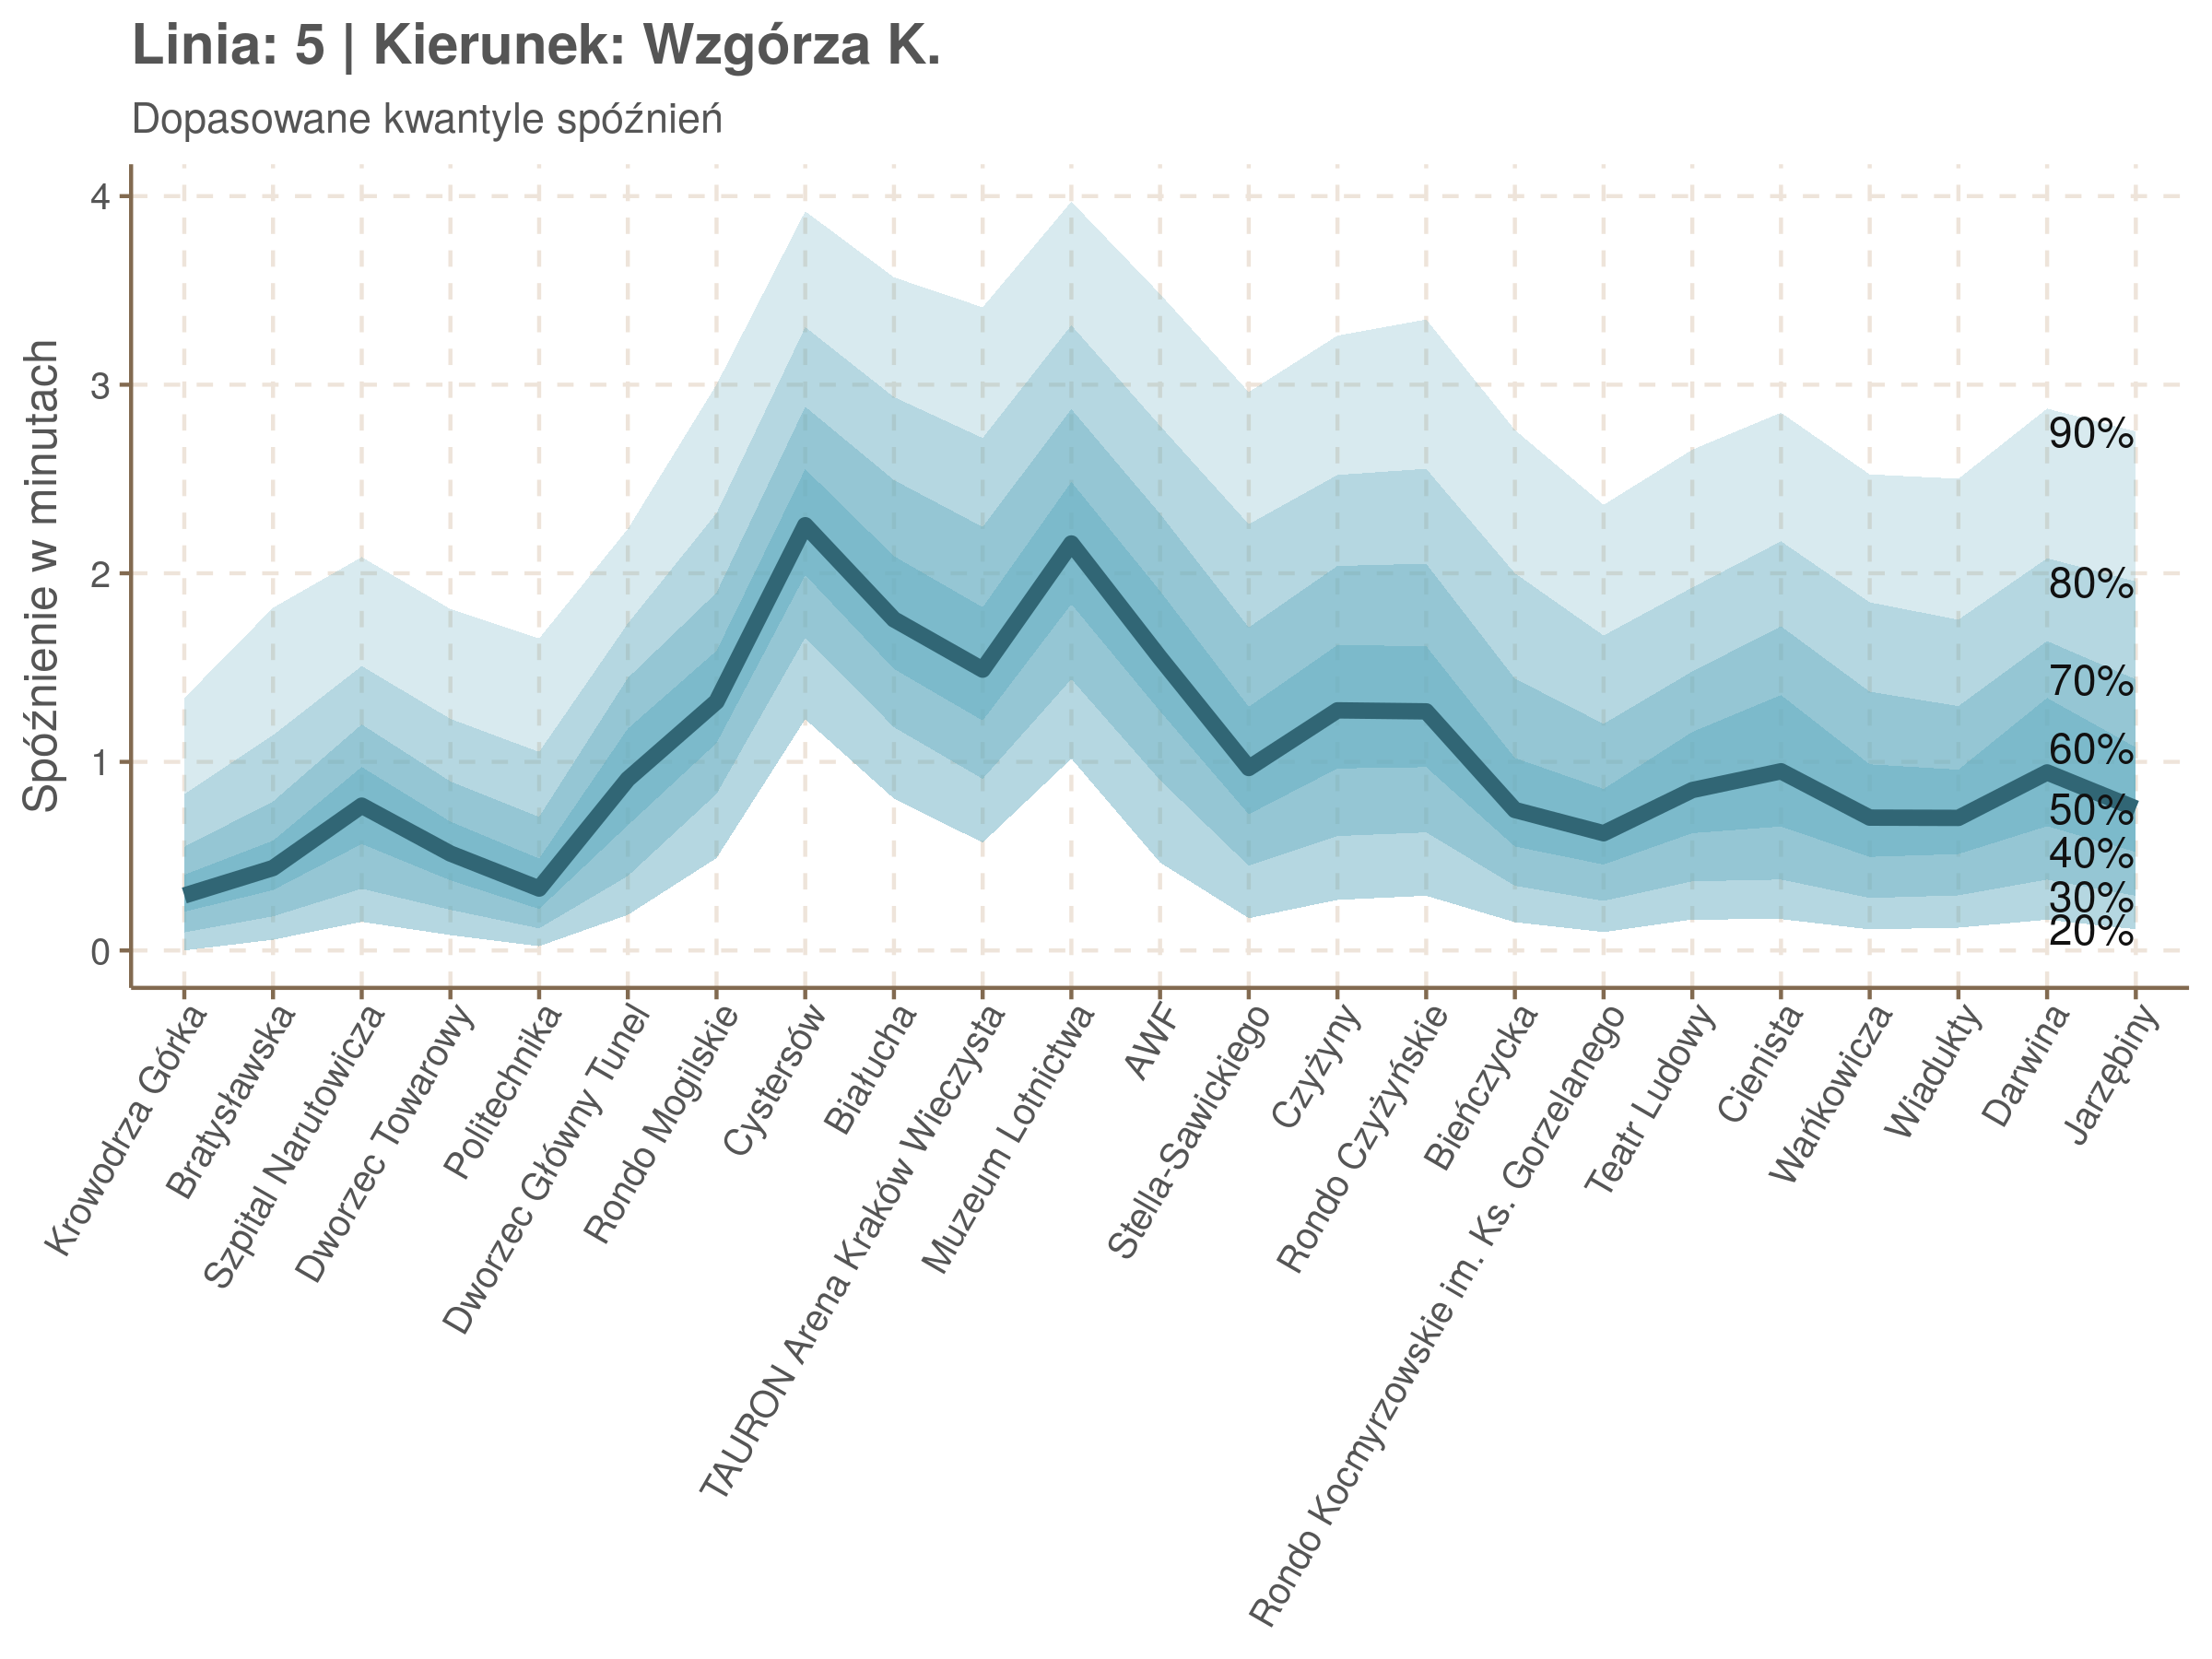 Linia: 5 | Kierunek: Wzgórza K.
Dopasowane kwantyle spóźnień
Spóźnienie w minutach
4
3
2
1
0
90%
80%
70%
60%
50%
40%
30%
20%
Krowodrza Górka
Bratysławska
Szpital Narutowicza
Dworzec Towarowy
Politechnika
Dworzec Główny Tunel
Rondo Mogilskie
Cystersów
Białucha
TAURON Arena Kraków Wieczysta
Muzeum Lotnictwa
AWF
Stella-Sawickiego
Czyżyny
Rondo Czyżyńskie
Bieńczycka
Rondo Kocmyrzowskie im. Ks. Gorzelanego
Teatr Ludowy
Cienista
Wańkowicza
Wiadukty
Darwina
Jarzębiny